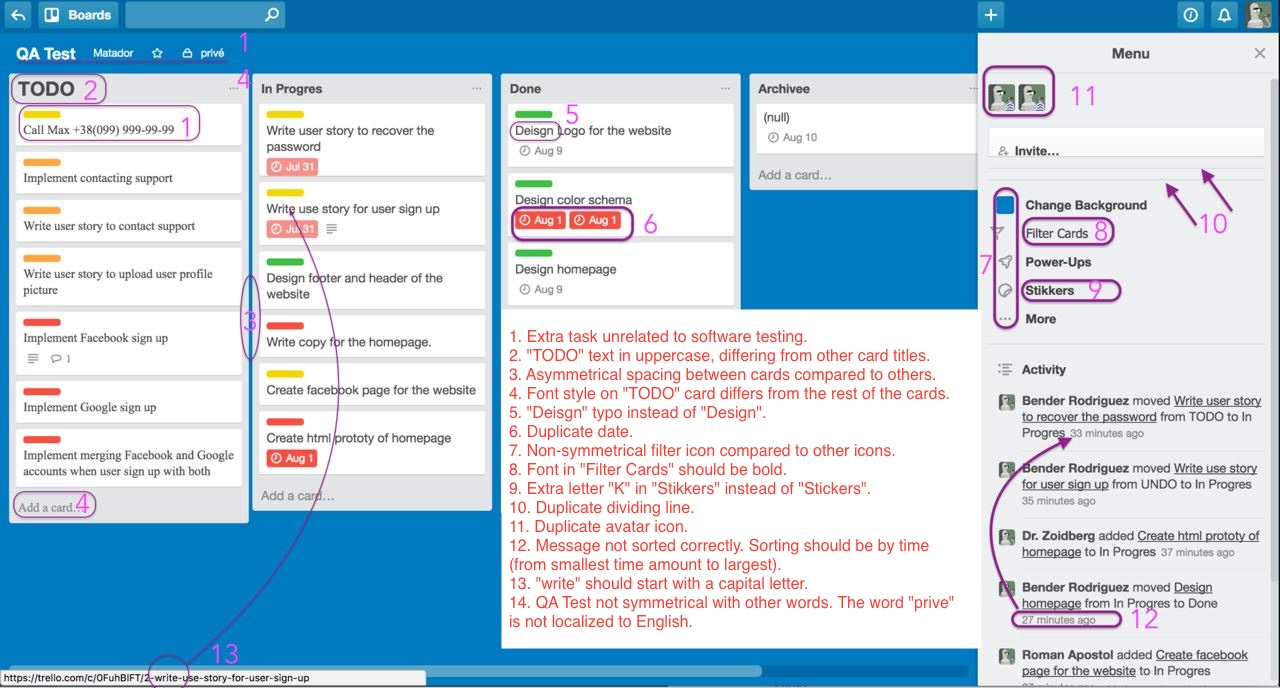 Boards
QA Test
Matador
privé
1
Menu
TODO
2
4
Call Max +38(099) 999-99-99
1
Implement contacting support
Write user story to contact support
Write user story to upload user profile
picture
Implement Facebook sign up
1
Implement Google sign up
Implement merging Facebook and Google
accounts when user sign up with both
Add a card...
4
3
In Progres
Write user story to recover the
password
Jul 31
Write use story for user sign up
Jul 31
Design footer and header of the
website
Write copy for the homepage.
Create facebook page for the website
Create html prototy of homepage
Aug 1
Add a card...
Done
5
Deisgn Logo for the website
Aug 9
Design color schema
Aug 1
Aug 1
6
Design homepage
Aug 9
Archivee
(null)
Aug 10
Add a card...
1. Extra task unrelated to software testing.
2. "TODO" text in uppercase, differing from other card titles.
3. Asymmetrical spacing between cards compared to others.
4. Font style on "TODO" card differs from the rest of the cards.
5. "Deisgn" typo instead of "Design".
6. Duplicate date.
7. Non-symmetrical filter icon compared to other icons.
8. Font in "Filter Cards" should be bold.
9. Extra letter "K" in "Stikkers" instead of "Stickers".
10. Duplicate dividing line.
11. Duplicate avatar icon.
12. Message not sorted correctly. Sorting should be by time
(from smallest time amount to largest).
13. "write" should start with a capital letter.
14. QA Test not symmetrical with other words. The word "prive"
is not localized to English.
11
Invite...
10
Change Background
Filter Cards
8
7
Power-Ups
Stikkers
9
More
Activity
Bender Rodriguez moved Write user story
to recover the password from TODO to In
Progres 33 minutes ago
Bender Rodriguez moved Write use story
for user sign up from UNDO to In Progres
35 minutes ago
Dr. Zoidberg added Create html prototy of
homepage to In Progres 37 minutes ago
Bender Rodriguez moved Design
homepage from In Progres to Done
27 minutes ago
12
Roman Apostol added Create facebook
page for the website to In Progres
13
https://trello.com/c/0FuhBlFT/2-write-use-story-for-user-sign-up